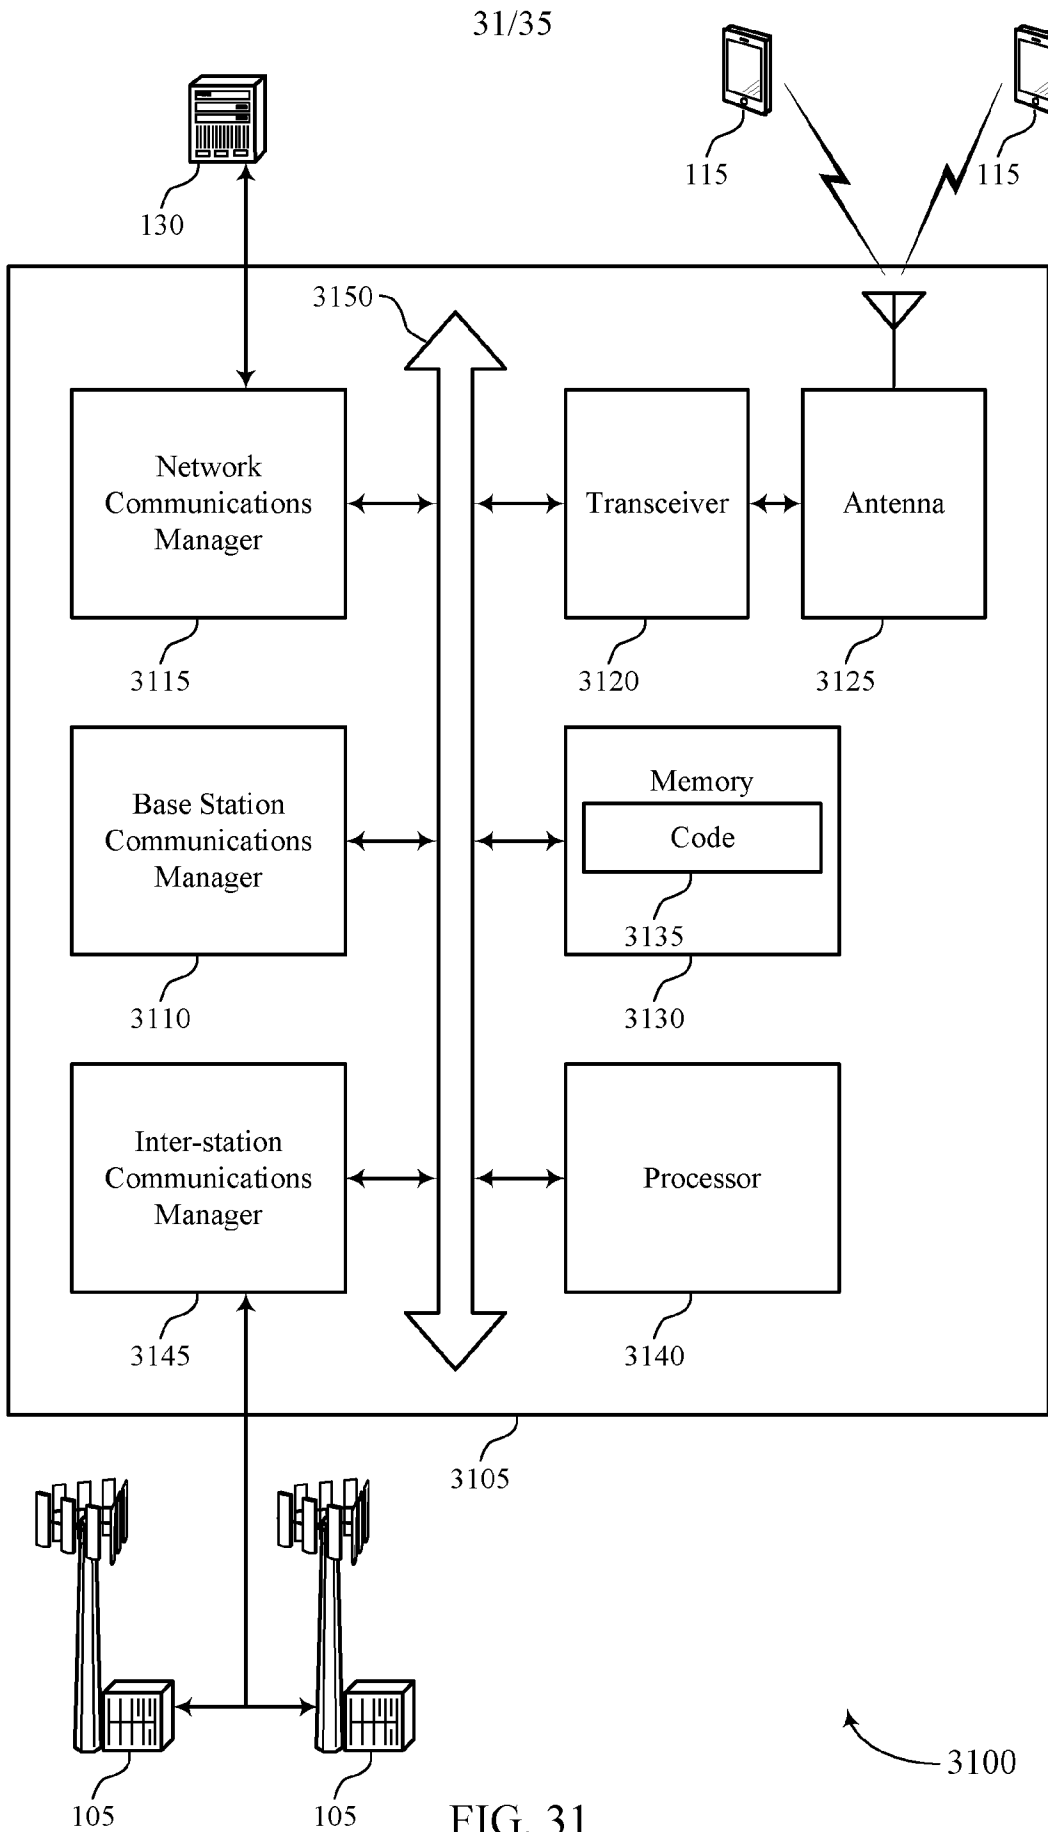 31/35
130
115
115
3150
Network
Communications
Manager
Transceiver
Antenna
3115
3120
3125
Base Station
Communications
Manager
Memory
Code
3135
3110
3130
Inter-station
Communications
Manager
Processor
3145
3140
3105
105
105
3100
FIG. 31